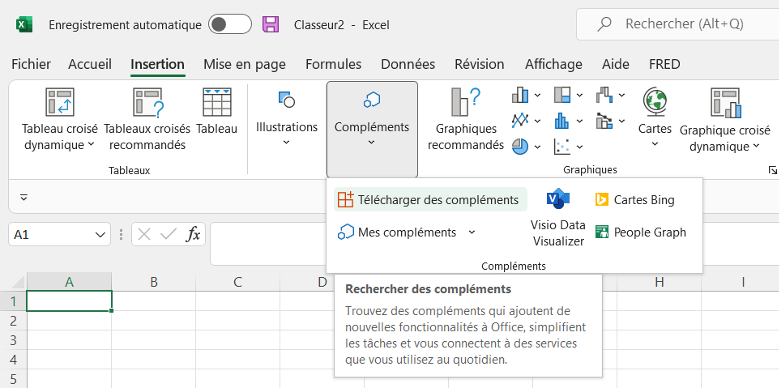 Enregistrement automatique Classeur2 - Excel Rechercher (Alt+Q)
Fichier Accueil Insertion Mise en page Formules Données Révision Affichage Aide FRED
Tableau croisé dynamique
Tableaux croisés recommandés
Tableau
Tableaux
Illustrations
Compléments
Graphiques recommandés
Cartes
Graphique croisé dynamique
Graphiques
Télécharger des compléments
Mes compléments
Visio Data
Visualizer
Cartes Bing
People Graph
Compléments
A1 fx
A B C D H I
1
2
3
4
5
Rechercher des compléments
Trouvez des compléments qui ajoutent de
nouvelles fonctionnalités à Office, simplifient
les tâches et vous connectent à des services
que vous utilisez au quotidien.